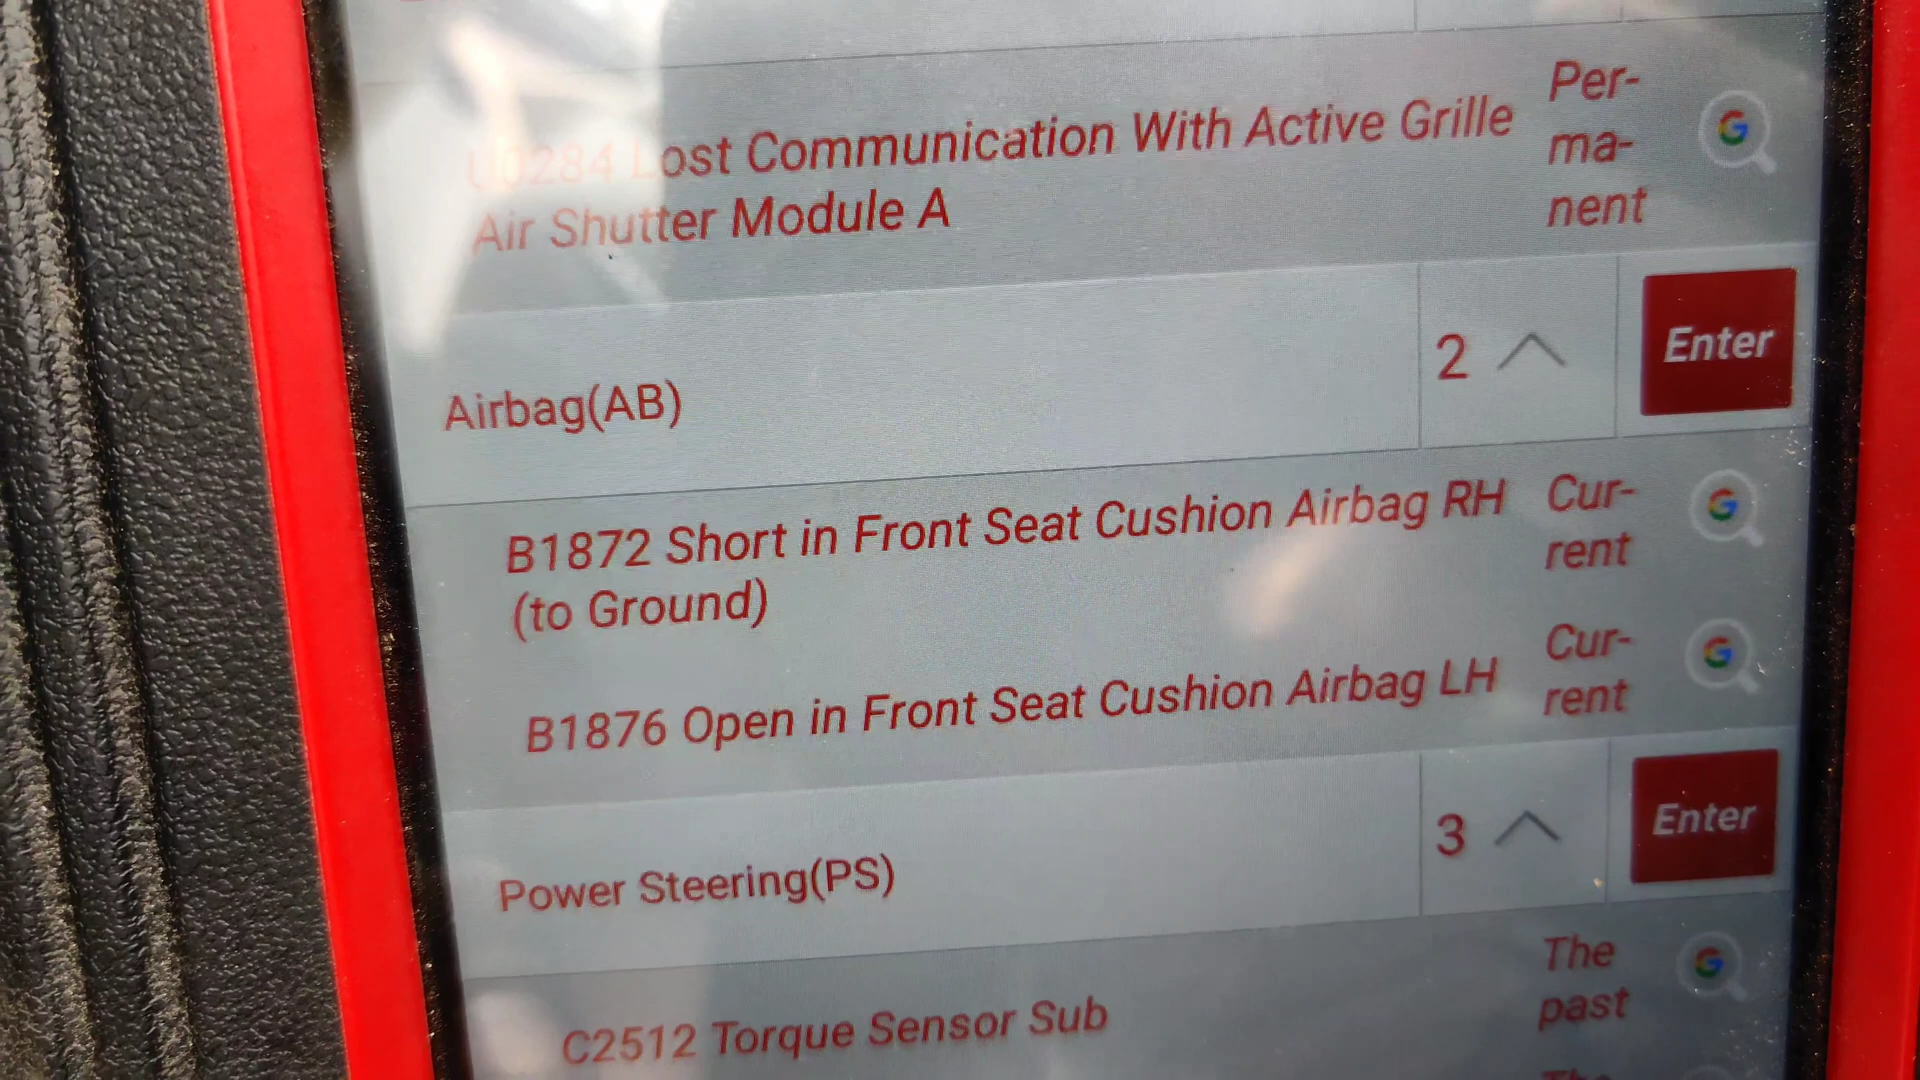 U0284 Lost Communication With Active Grille
Air Shutter Module A
Per-
ma-
nent
G
Airbag(AB)
2
Enter
B1872 Short in Front Seat Cushion Airbag RH
(to Ground)
Cur-
rent
G
B1876 Open in Front Seat Cushion Airbag LH
Cur-
rent
G
Power Steering(PS)
3
Enter
C2512 Torque Sensor Sub
The
past
G
The